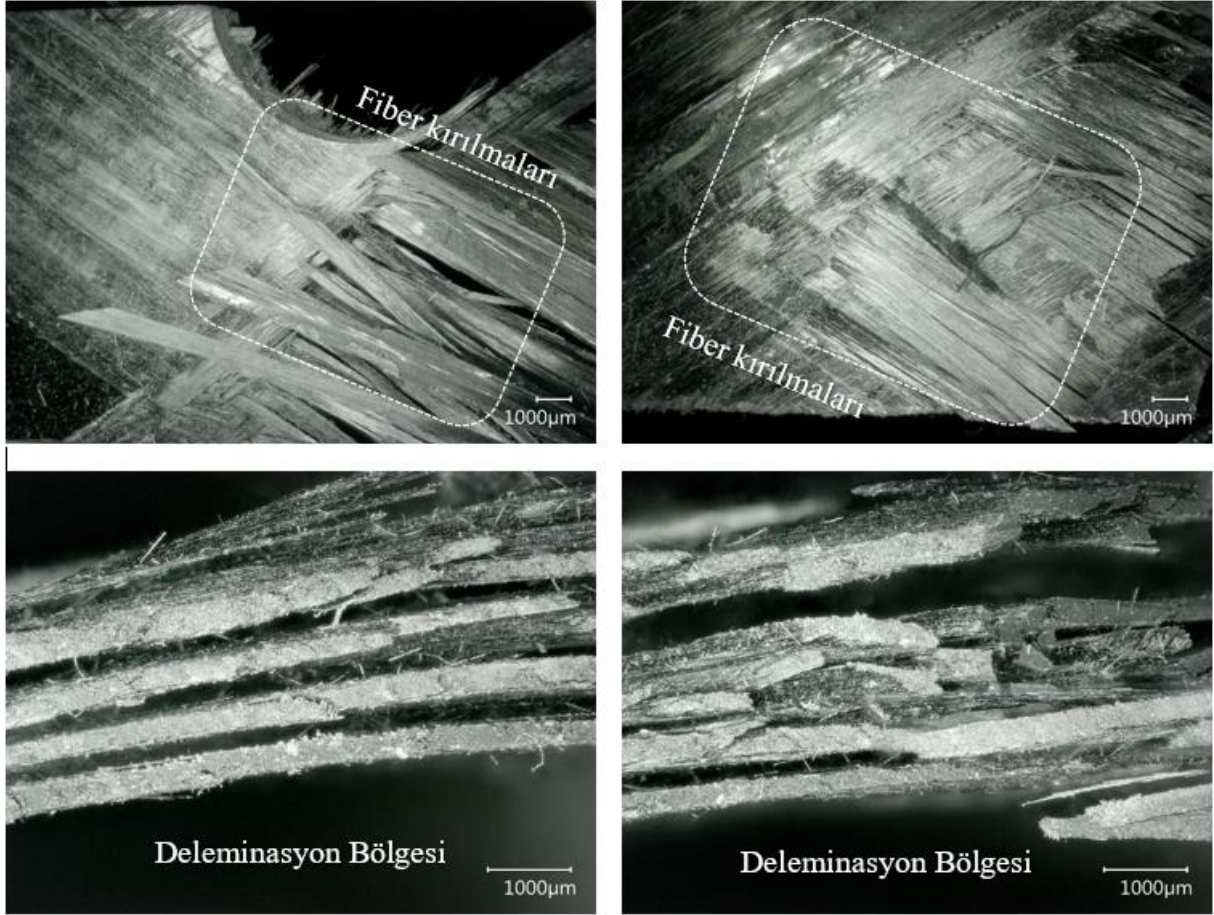 Fiber kırılmaları
1000µm
Fiber kırılmaları
1000µm
Deleminasyon Bölgesi
1000µm
Deleminasyon Bölgesi
1000µm